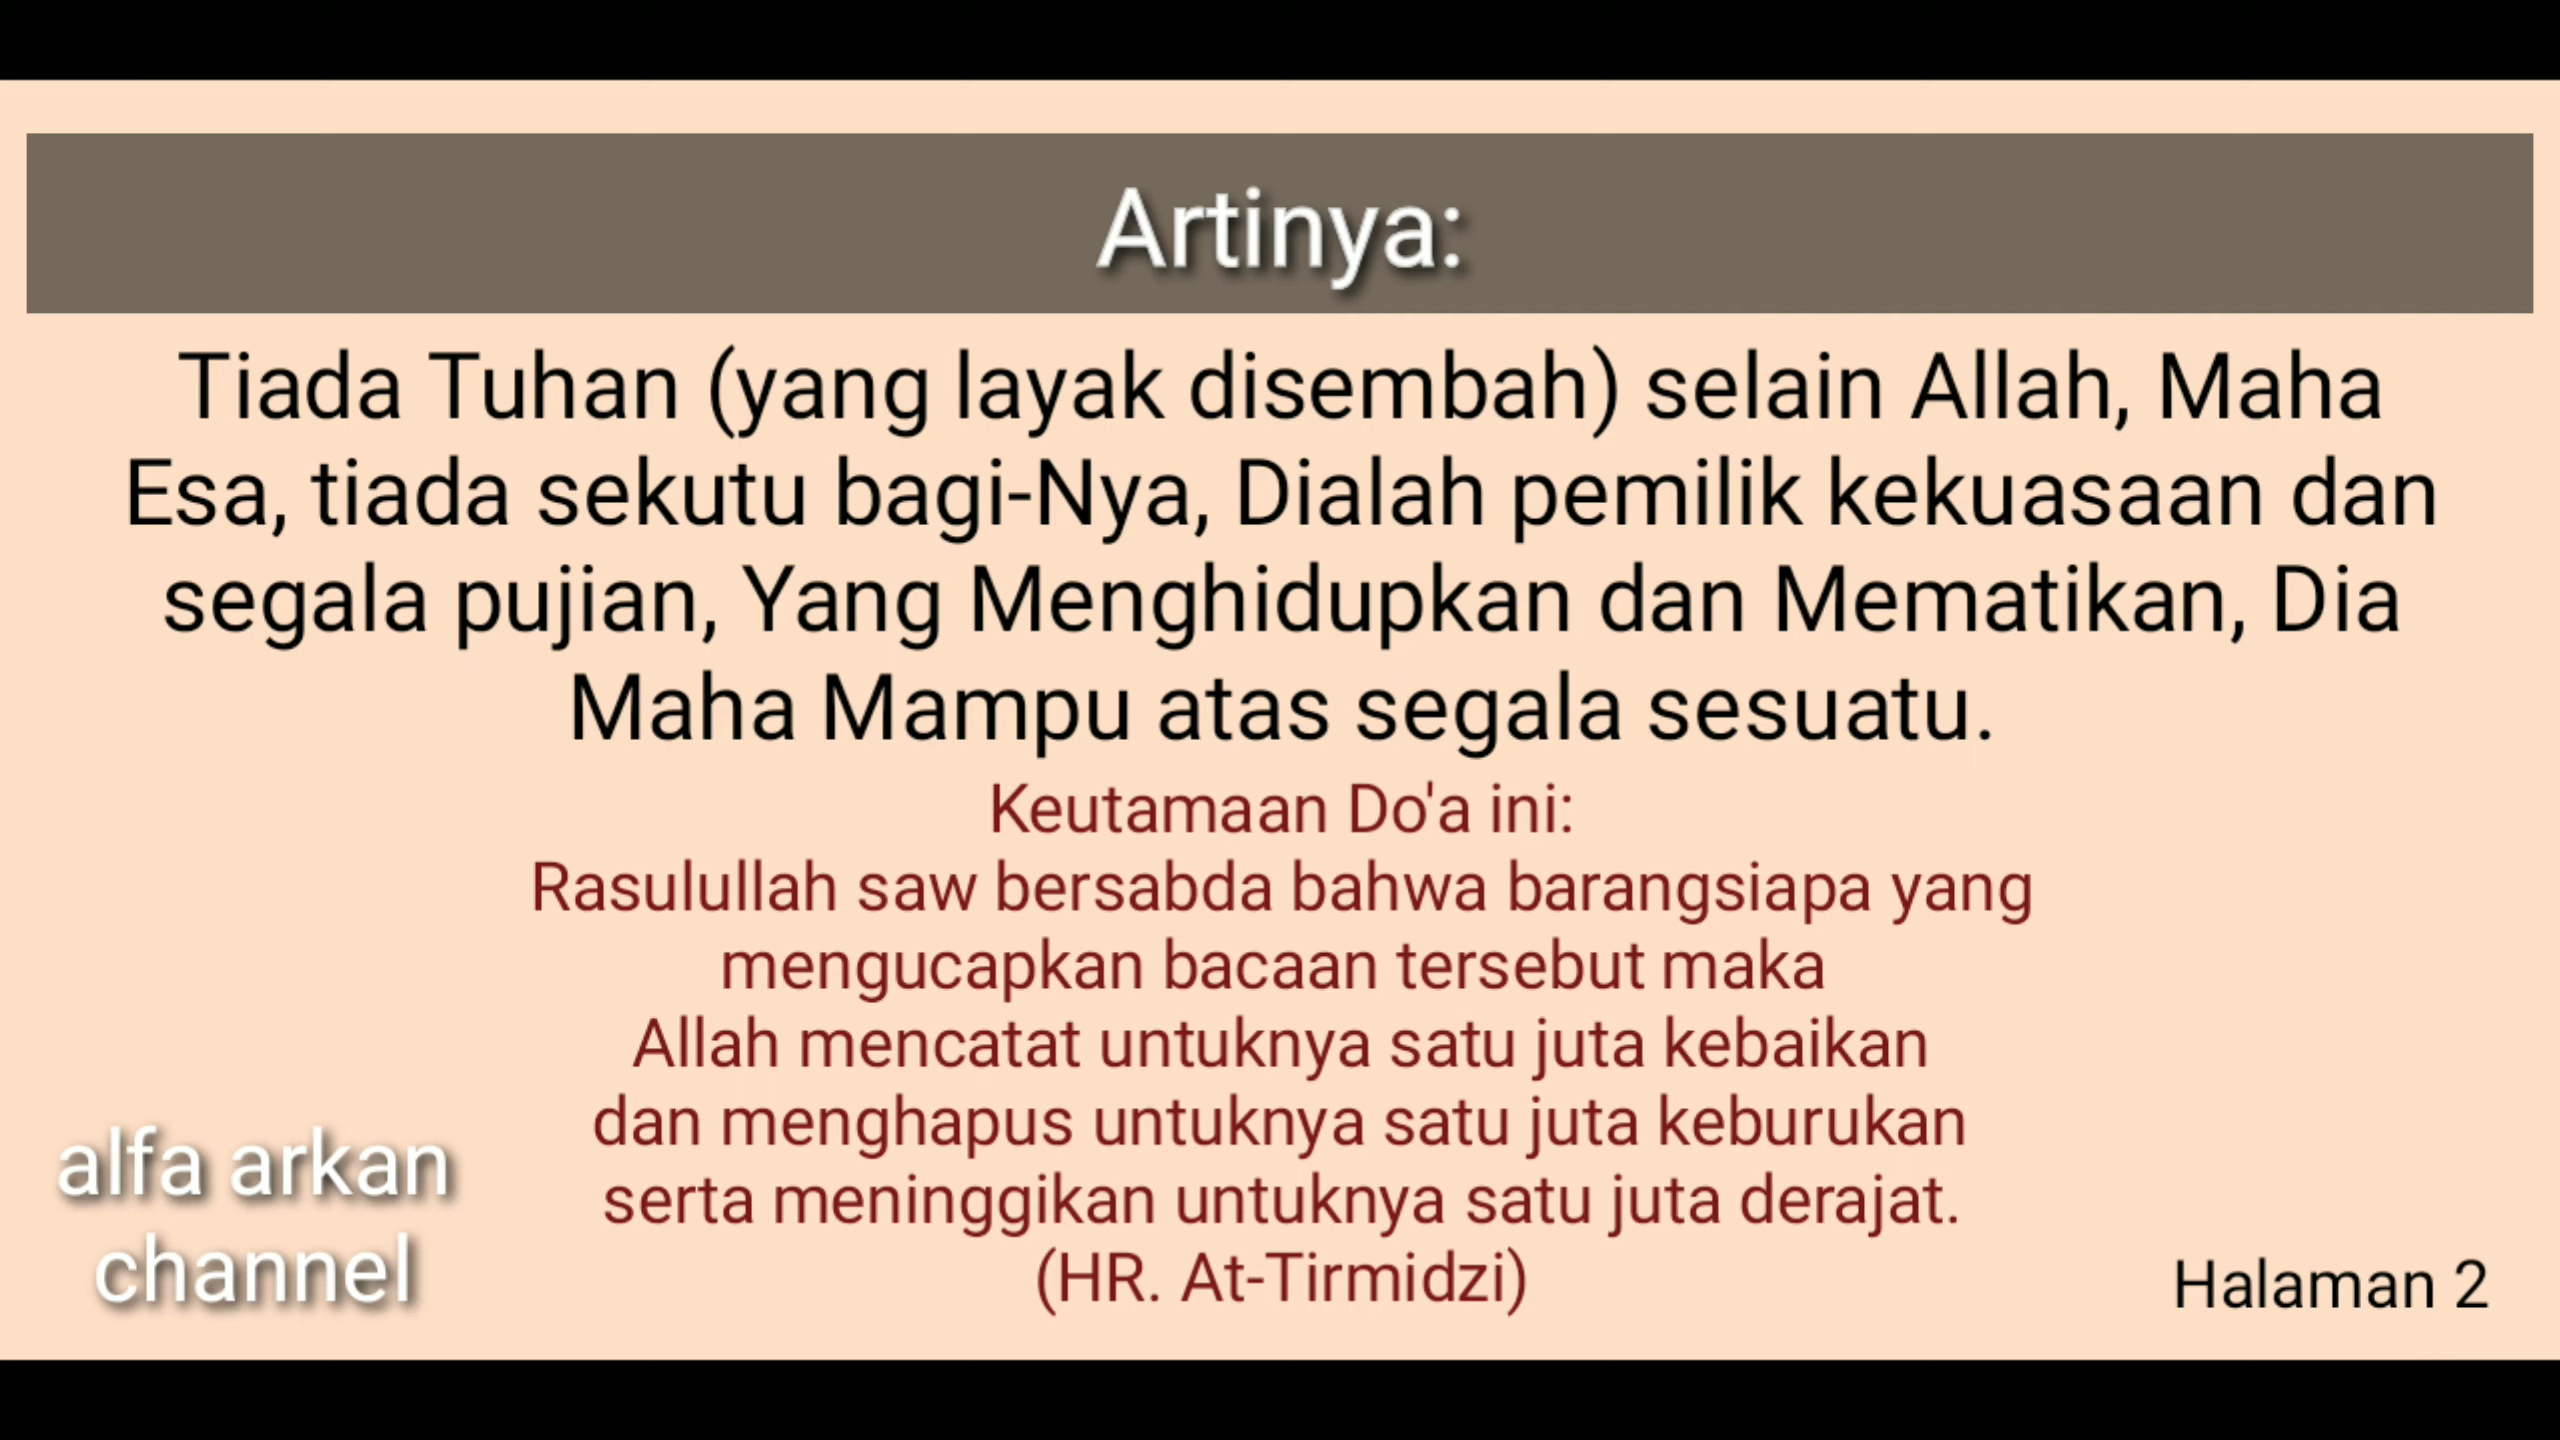 Artinya:
Tiada Tuhan (yang layak disembah) selain Allah, Maha
Esa, tiada sekutu bagi-Nya, Dialah pemilik kekuasaan dan
segala pujian, Yang Menghidupkan dan Mematikan, Dia
Maha Mampu atas segala sesuatu.
Keutamaan Do'a ini:
Rasulullah saw bersabda bahwa barangsiapa yang
mengucapkan bacaan tersebut maka
Allah mencatat untuknya satu juta kebaikan
dan menghapus untuknya satu juta keburukan
serta meninggikan untuknya satu juta derajat.
(HR. At-Tirmidzi)
alfa arkan
channel
Halaman 2